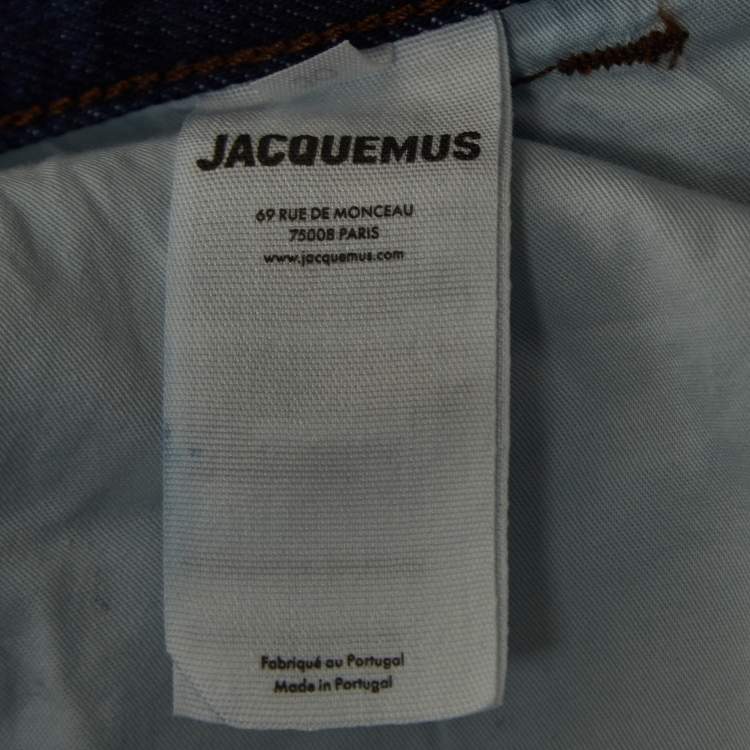 JACQUEMUS
69 RUE DE MONCEAU
75008 PARIS
www.jacquemus.com
Fabriqué au Portugal
Made in Portugal